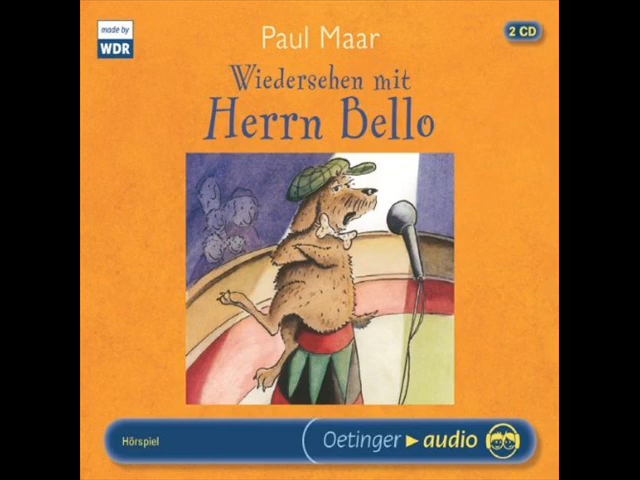 made by
WDR
Paul Maar
2 CD
Wiedersehen mit
Herrn Bello
Hörspiel
Oetinger audio